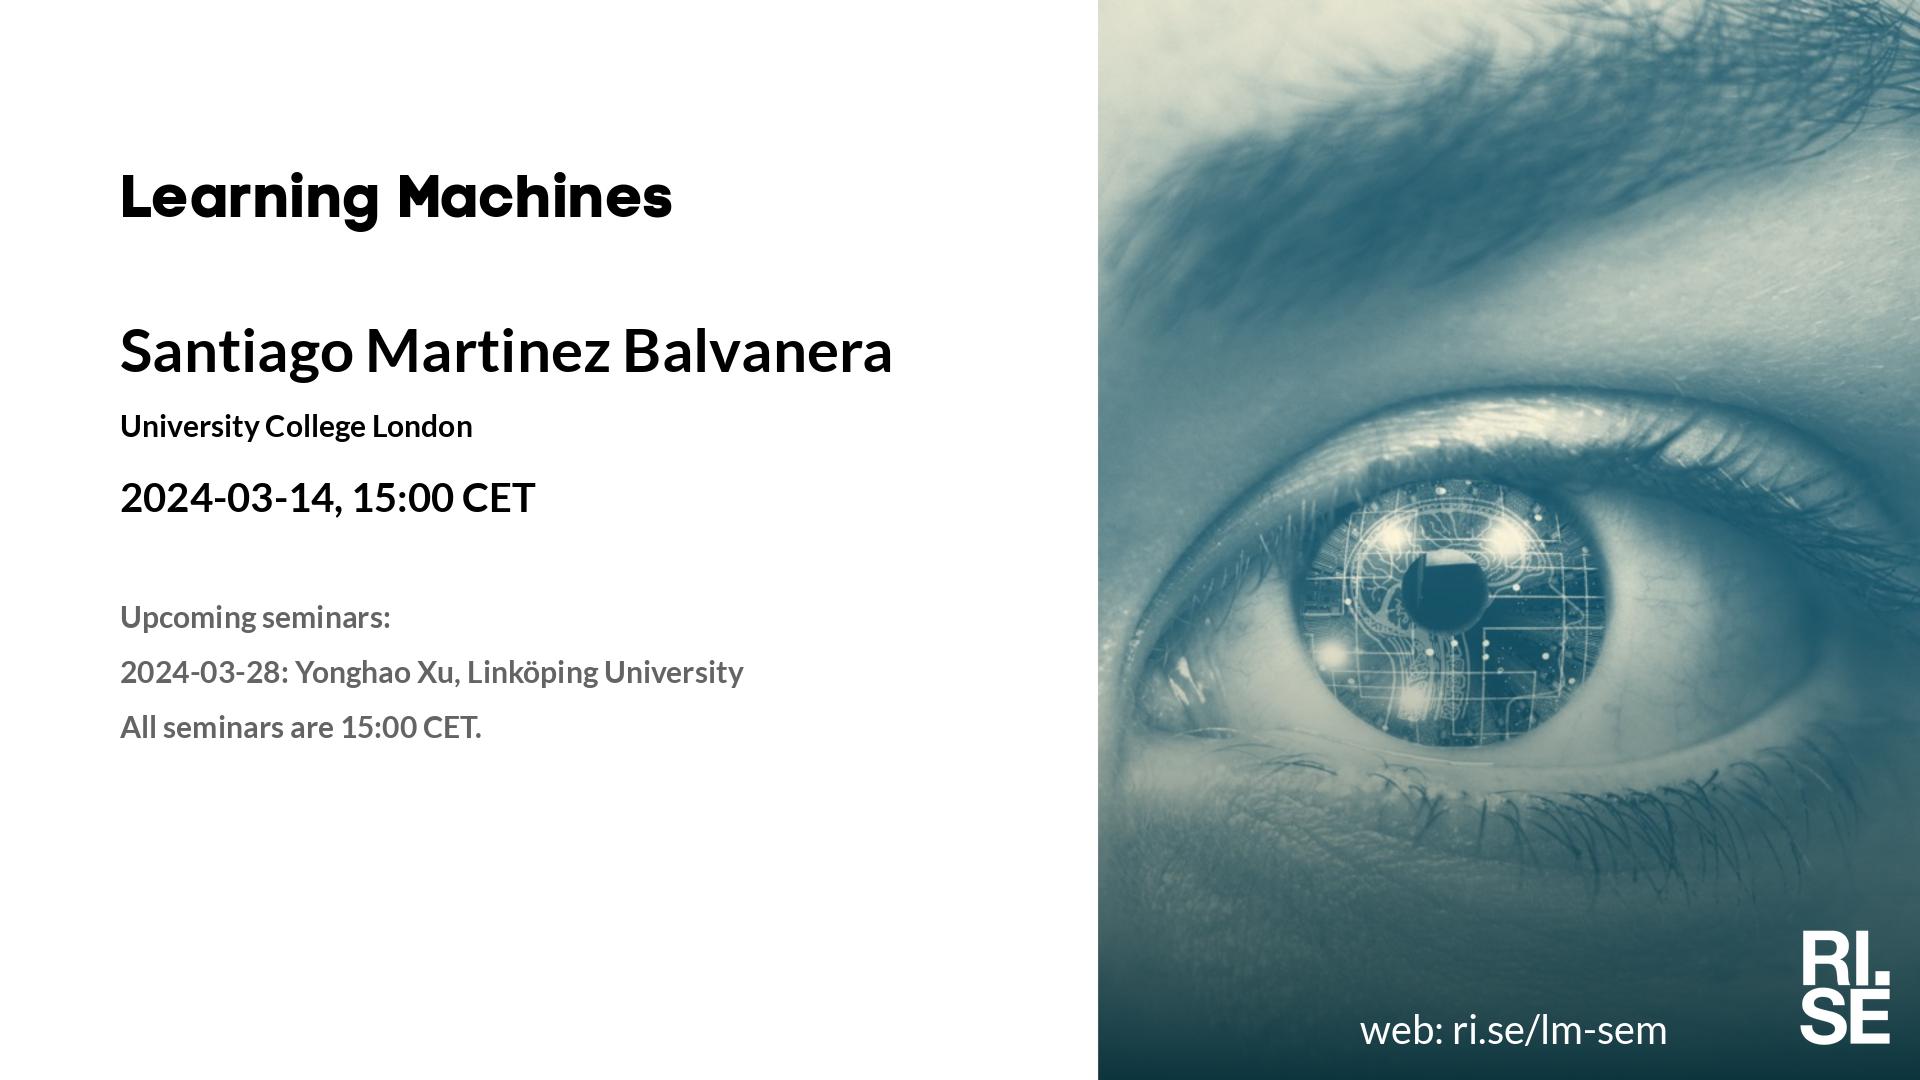 Learning Machines
Santiago Martinez Balvanera
University College London
2024-03-14, 15:00 CET
Upcoming seminars:
2024-03-28: Yonghao Xu, Linköping University
All seminars are 15:00 CET.
web: ri.se/lm-sem
RI.
SE